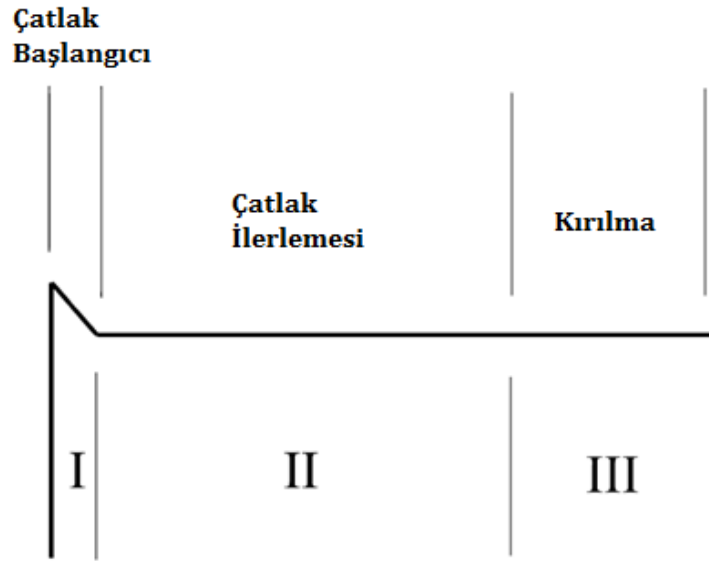 Çatlak
Başlangıcı
Çatlak
İlerlemesi
Kırılma
I
II
III